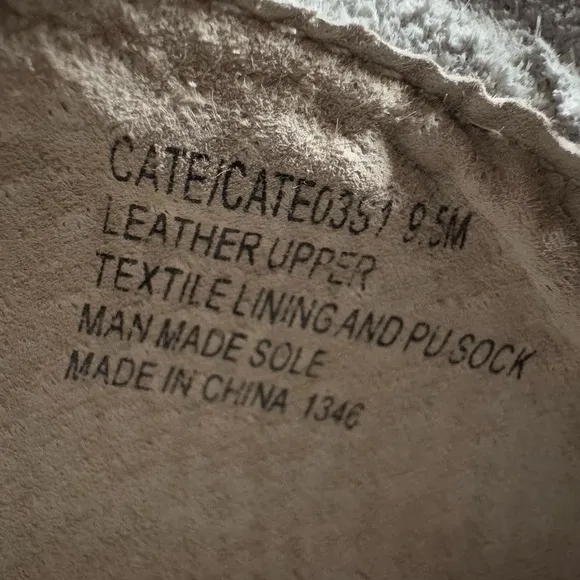 CATE/CATE03S1 9.5M
LEATHER UPPER
TEXTILE LINING AND PU SOCK
MAN MADE SOLE
MADE IN CHINA 1346